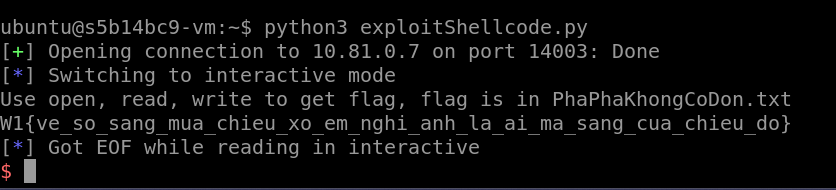 ubuntu@s5b14bc9-vm:~$ python3 exploitShellcode.py
[+] Opening connection to 10.81.0.7 on port 14003: Done
[*] Switching to interactive mode
Use open, read, write to get flag, flag is in PhaPhaKhongCoDon.txt
W1{ve_so_sang_mua_chieu_xo_em_nghi_anh_la_ai_ma_sang_cua_chieu_do}
[*] Got EOF while reading in interactive
$